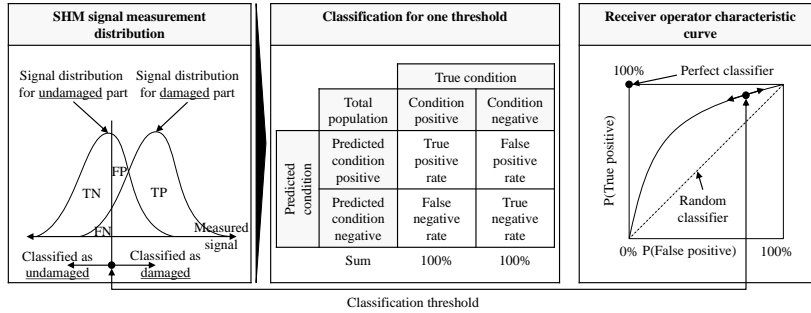 SHM signal measurement
distribution
Signal distribution
for undamaged part
Signal distribution
for damaged part
TN
FP
TP
FN
Measured
signal
Classified as
undamaged
Classified as
damaged
Classification for one threshold
True condition
Total
population
Condition
positive
Condition
negative
Predicted
condition
Predicted
condition
positive
True
positive
rate
False
positive
rate
Predicted
condition
negative
False
negative
rate
True
negative
rate
Sum
100%
100%
Receiver operator characteristic
curve
100%
Perfect classifier
P(True positive)
Random
classifier
0%
P(False positive)
100%
Classification threshold